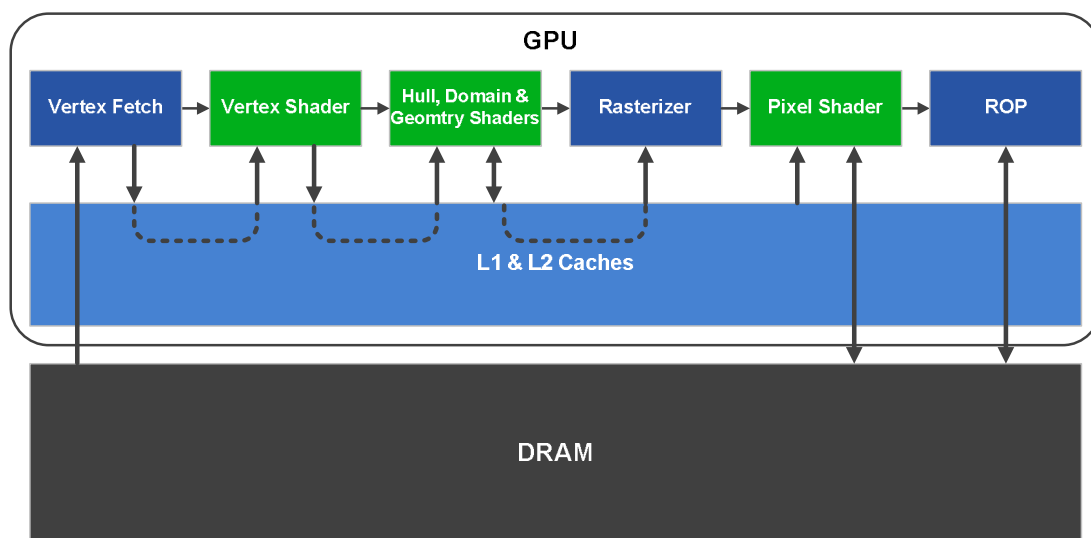 GPU
Vertex Fetch
Vertex Shader
Hull, Domain &
Geomtry Shaders
Rasterizer
Pixel Shader
ROP
L1 & L2 Caches
DRAM